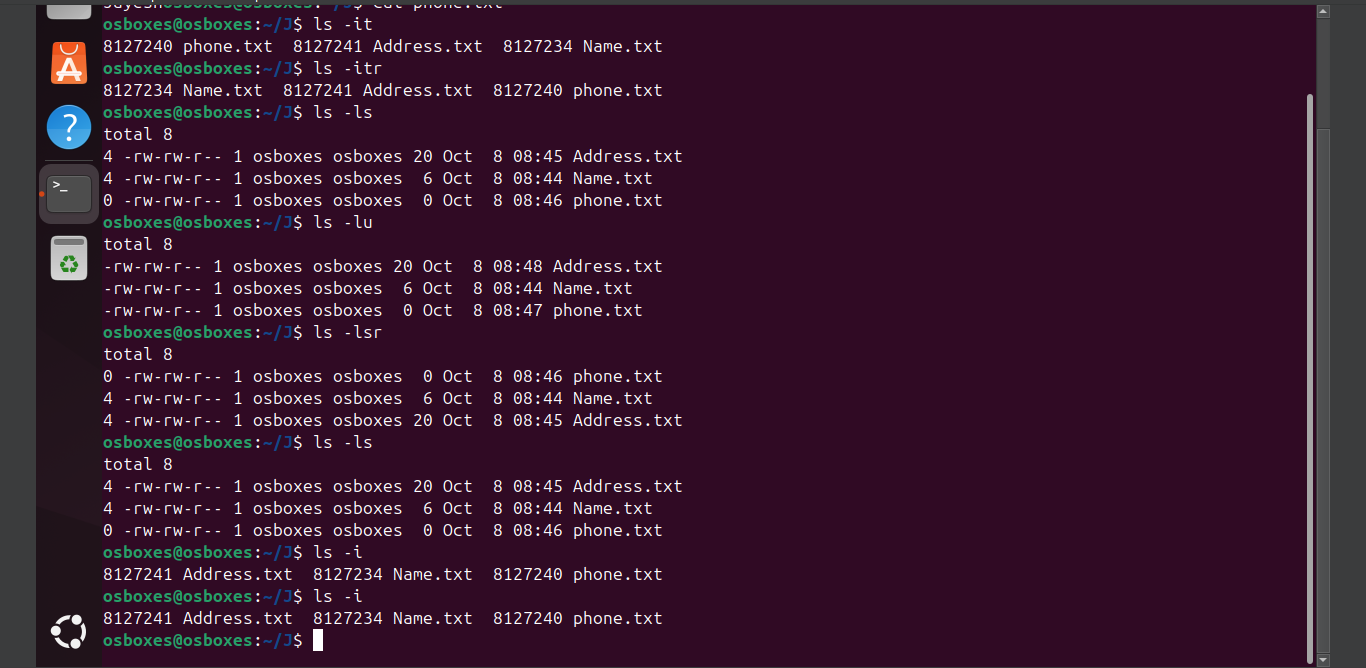 osboxes@osboxes:~/J$ ls -it
8127240 phone.txt  8127241 Address.txt  8127234 Name.txt
osboxes@osboxes:~/J$ ls -itr
8127234 Name.txt  8127241 Address.txt  8127240 phone.txt
osboxes@osboxes:~/J$ ls -ls
total 8
4 -rw-rw-r-- 1 osboxes osboxes 20 Oct  8 08:45 Address.txt
4 -rw-rw-r-- 1 osboxes osboxes  6 Oct  8 08:44 Name.txt
0 -rw-rw-r-- 1 osboxes osboxes  0 Oct  8 08:46 phone.txt
osboxes@osboxes:~/J$ ls -lu
total 8
-rw-rw-r-- 1 osboxes osboxes 20 Oct  8 08:48 Address.txt
-rw-rw-r-- 1 osboxes osboxes  6 Oct  8 08:44 Name.txt
-rw-rw-r-- 1 osboxes osboxes  0 Oct  8 08:47 phone.txt
osboxes@osboxes:~/J$ ls -lsr
total 8
0 -rw-rw-r-- 1 osboxes osboxes  0 Oct  8 08:46 phone.txt
4 -rw-rw-r-- 1 osboxes osboxes  6 Oct  8 08:44 Name.txt
4 -rw-rw-r-- 1 osboxes osboxes 20 Oct  8 08:45 Address.txt
osboxes@osboxes:~/J$ ls -ls
total 8
4 -rw-rw-r-- 1 osboxes osboxes 20 Oct  8 08:45 Address.txt
4 -rw-rw-r-- 1 osboxes osboxes  6 Oct  8 08:44 Name.txt
0 -rw-rw-r-- 1 osboxes osboxes  0 Oct  8 08:46 phone.txt
osboxes@osboxes:~/J$ ls -i
8127241 Address.txt  8127234 Name.txt  8127240 phone.txt
osboxes@osboxes:~/J$ ls -i
8127241 Address.txt  8127234 Name.txt  8127240 phone.txt
osboxes@osboxes:~/J$